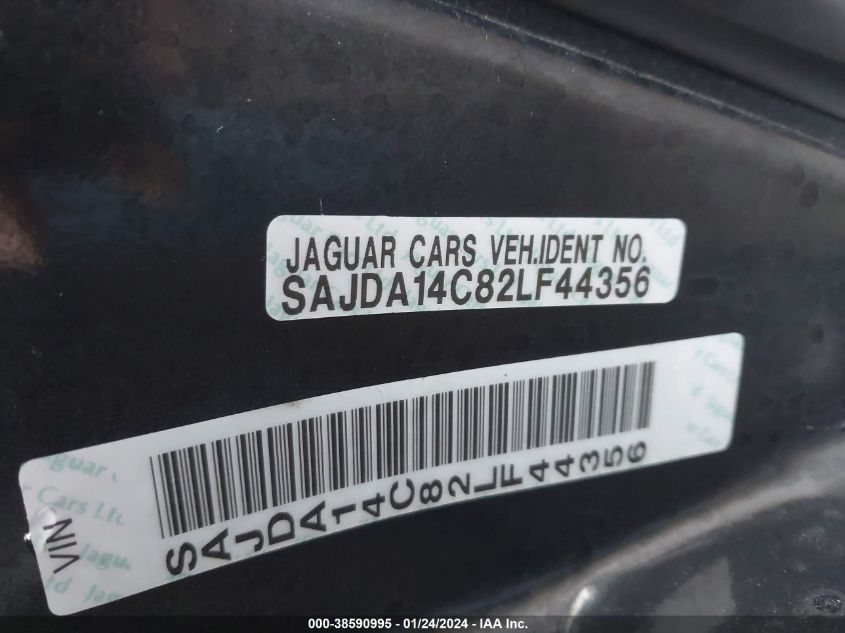 JAGUAR CARS VEH.IDENT NO.
SAJDA14C82LF44356
VIN
SAJDA14C82LF44356
000-38590995 - 01/24/2024 - IAA Inc.